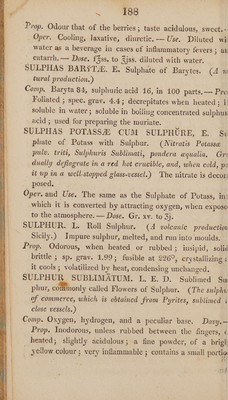 188
Prop. Odour that of the berries; taste acidulous, sweet.
Oper. Cooling, laxative, diuretic. — Use. Diluted wi
water as a beverage in cases of inflammatory fevers; an
catarrh. — Dose. fʒss. to ℥jss. diluted with water.
SULPHAS BARYTÆ. E. Sulphate of Barytes. (A n
tural production.)
Comp. Baryta 84, sulphuric acid 16, in 100 parts. — Pr
Foliated; spec. grav. 4.4; decrepitates when heated; i
soluble in water; soluble in boiling concentrated sulphur
acid; used for preparing the muriate.
SULPHAS POTASSÆ CUM SULPHŬRE, E. S
phate of Potass with Sulphur. (Nitratis Potassæ
pulv. triti, Sulphuris Sublimati, pondera æqualia. Gr
dually deflagrate in a red hot crucible, and, when cold, p
it up in a well-stopped glass-vessel.) The nitrate is decon
posed.
Oper. and Use. The same as the Sulphate of Potass, in
which it is converted by attracting oxygen, when expose
to the atmosphere. — Dose. Gr. xv. to ʒj.
SULPHUR. L. Roll Sulphur. (A volcanic production
Sicily.) Impure sulphur, melted, and run into moulds.
Prop. Odorous, when heated or rubbed; insipid, soli
brittle; sp. grav. 1.99; fusible at 226°, crystallising
it cools; volatilized by heat, condensing unchanged.
SULPHUR SUBLIMĀTUM. L. E. D. Sublimed Su
phur, commonly called Flowers of Sulphur. (The sulphu
of commerce, which is obtained from Pyrites, sublimed
close vessels.)
Comp. Oxygen, hydrogen, and a peculiar base. Davy.
Prop. Inodorous, unless rubbed between the fingers,
heated; slightly acidulous; a fine powder, of a brigh
yellow colour; very inflammable; contains a small portio